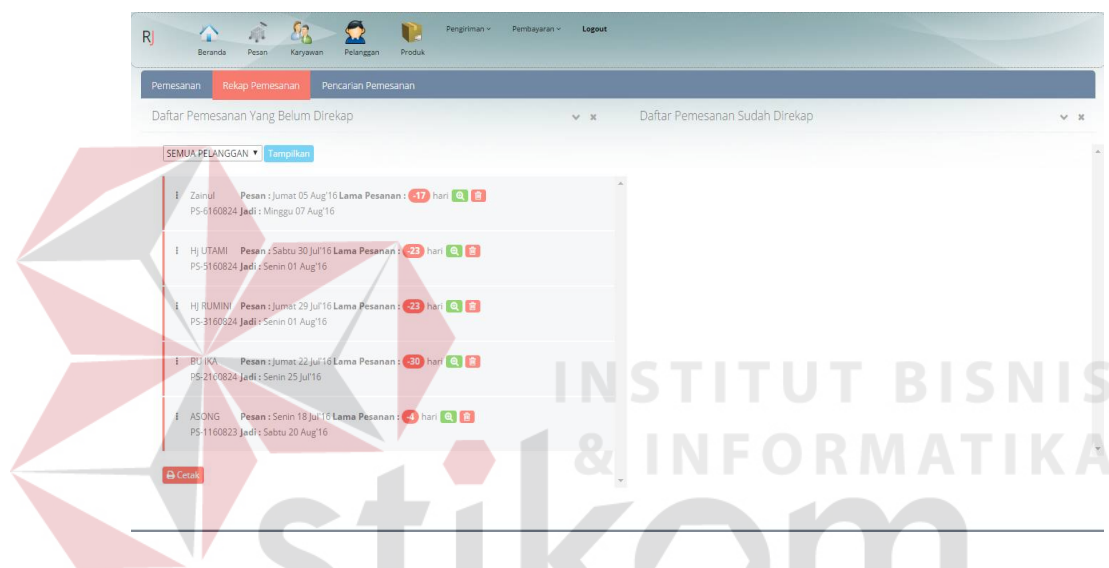 RJ
Beranda Pesan Karyawan Pelanggan Produk Pengiriman Pembayaran Logout
Pemesanan Rekap Pemesanan Pencarian Pemesanan
Daftar Pemesanan Yang Belum Direkap
Daftar Pemesanan Sudah Direkap
SEMUA PELANGGAN Tampilkan
Zainul Pesan : Jumat 05 Aug'16 Lama Pesanan : -17 hari
PS-6160824 Jadi : Minggu 07 Aug'16
Hj UTAMI Pesan : Sabtu 30 Jul'16 Lama Pesanan : -23 hari
PS-5160824 Jadi : Senin 01 Aug'16
HJ RUMINI Pesan : Jumat 29 Jul'16 Lama Pesanan : -23 hari
PS-3160824 Jadi : Senin 01 Aug'16
BU IKA Pesan : Jumat 22 Jul'16 Lama Pesanan : -30 hari
PS-2160824 Jadi : Senin 25 Jul'16
ASONG Pesan : Senin 18 Jul'16 Lama Pesanan : -4 hari
PS-1160823 Jadi : Sabtu 20 Aug'16
Cetak
INSTITUT BISNIS
& INFORMATIKA
stikom